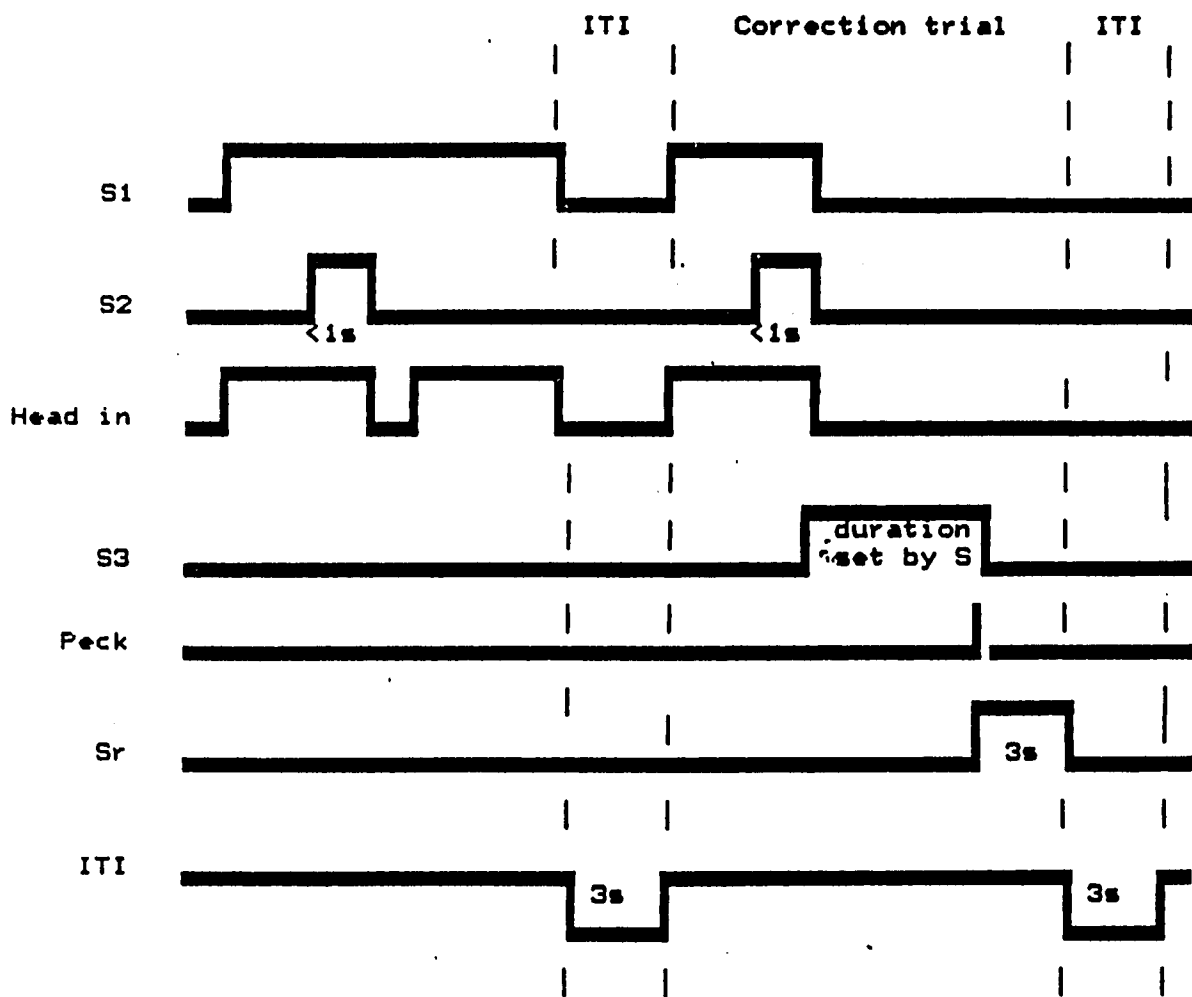 ITI Correction trial ITI
S1
S2
<1s <1s
Head in
S3
duration
set by S
Peck
Sr
3s
ITI
3s 3s